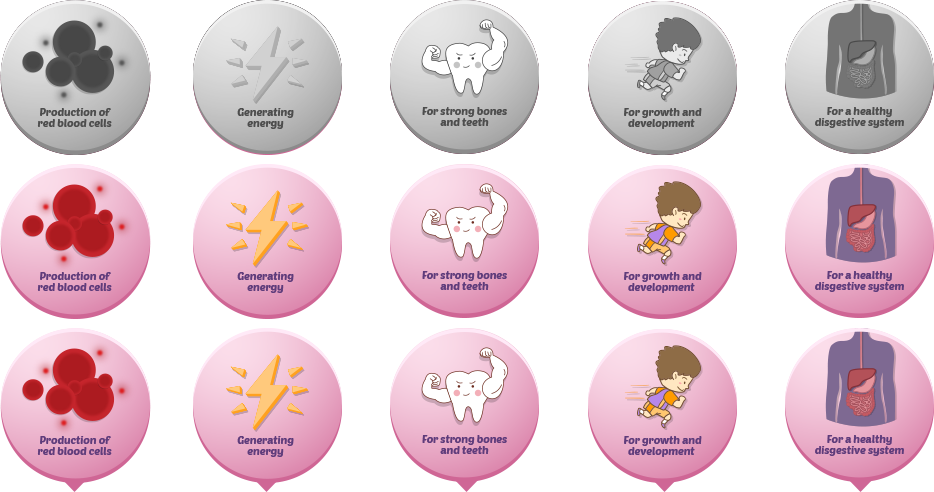 Production of
red blood cells
Generating
energy
For strong bones
and teeth
For growth and
development
For a healthy
disgestive system
Production of
red blood cells
Generating
energy
For strong bones
and teeth
For growth and
development
For a healthy
disgestive system
Production of
red blood cells
Generating
energy
For strong bones
and teeth
For growth and
development
For a healthy
disgestive system